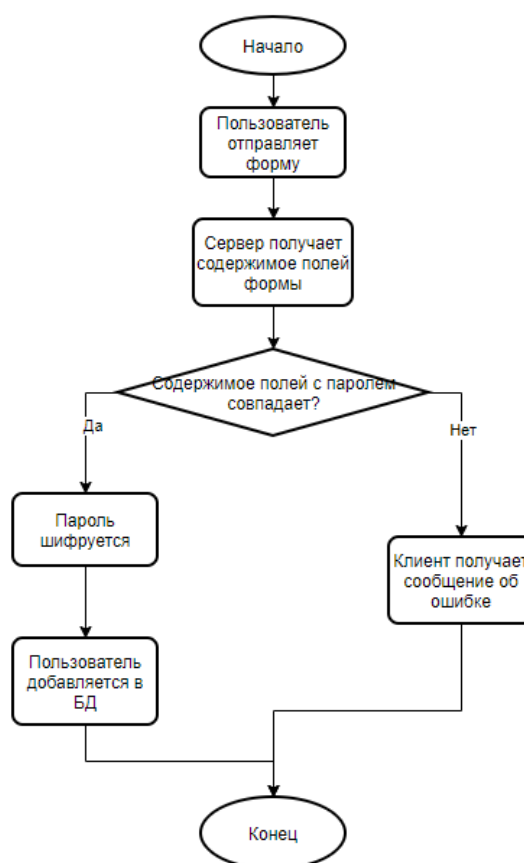 Начало
Пользователь
отправляет
форму
Сервер получает
содержимое полей
формы
Содержимое полей с паролем
совпадает?
Да
Нет
Пароль
шифруется
Клиент получает
сообщение об
ошибке
Пользователь
добавляется в
БД
Конец